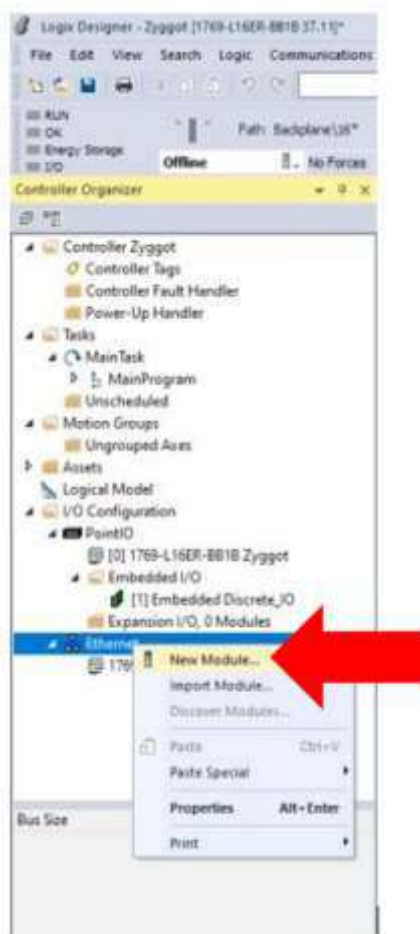 Logix Designer - Zyggot [1769-L16ER-BB1B 37.11]*
File Edit View Search Logic Communications
RUN
OK
Energy Storage
I/O
Path: Backplane\16*
Offline
No Forces
Controller Organizer
Controller Zyggot
Controller Tags
Controller Fault Handler
Power-Up Handler
Tasks
MainTask
MainProgram
Unscheduled
Motion Groups
Ungrouped Axes
Assets
Logical Model
I/O Configuration
PointIO
[0] 1769-L16ER-BB1B Zyggot
Embedded I/O
[1] Embedded Discrete_IO
Expansion I/O, 0 Modules
Ethernet
176
New Module...
Import Module...
Discover Modules...
Paste Ctrl+V
Paste Special
Properties Alt+Enter
Print
Bus Size